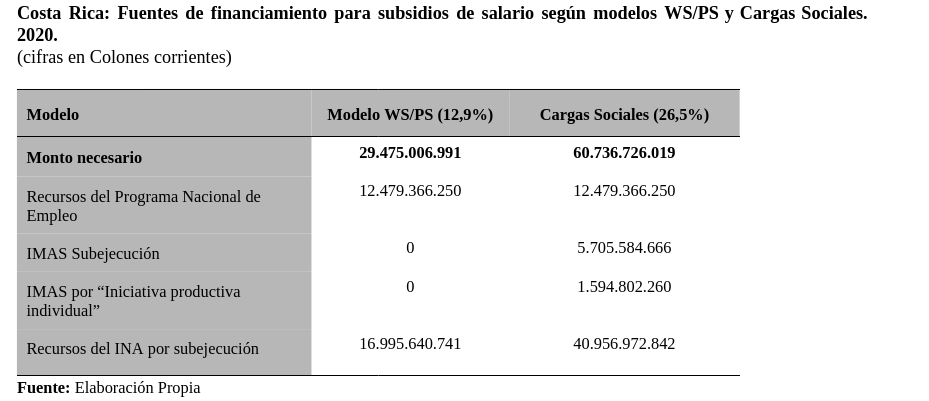 Costa Rica: Fuentes de financiamiento para subsidios de salario según modelos WS/PS y Cargas Sociales.
2020.
(cifras en Colones corrientes)
Modelo Modelo WS/PS (12,9%) Cargas Sociales (26,5%)
Monto necesario 29.475.006.991 60.736.726.019
Recursos del Programa Nacional de 12.479.366.250 12.479.366.250
Empleo
IMAS Subejecución 0 5.705.584.666
IMAS por “Iniciativa productiva 0 1.594.802.260
individual”
Recursos del INA por subejecución 16.995.640.741 40.956.972.842
Fuente: Elaboración Propia